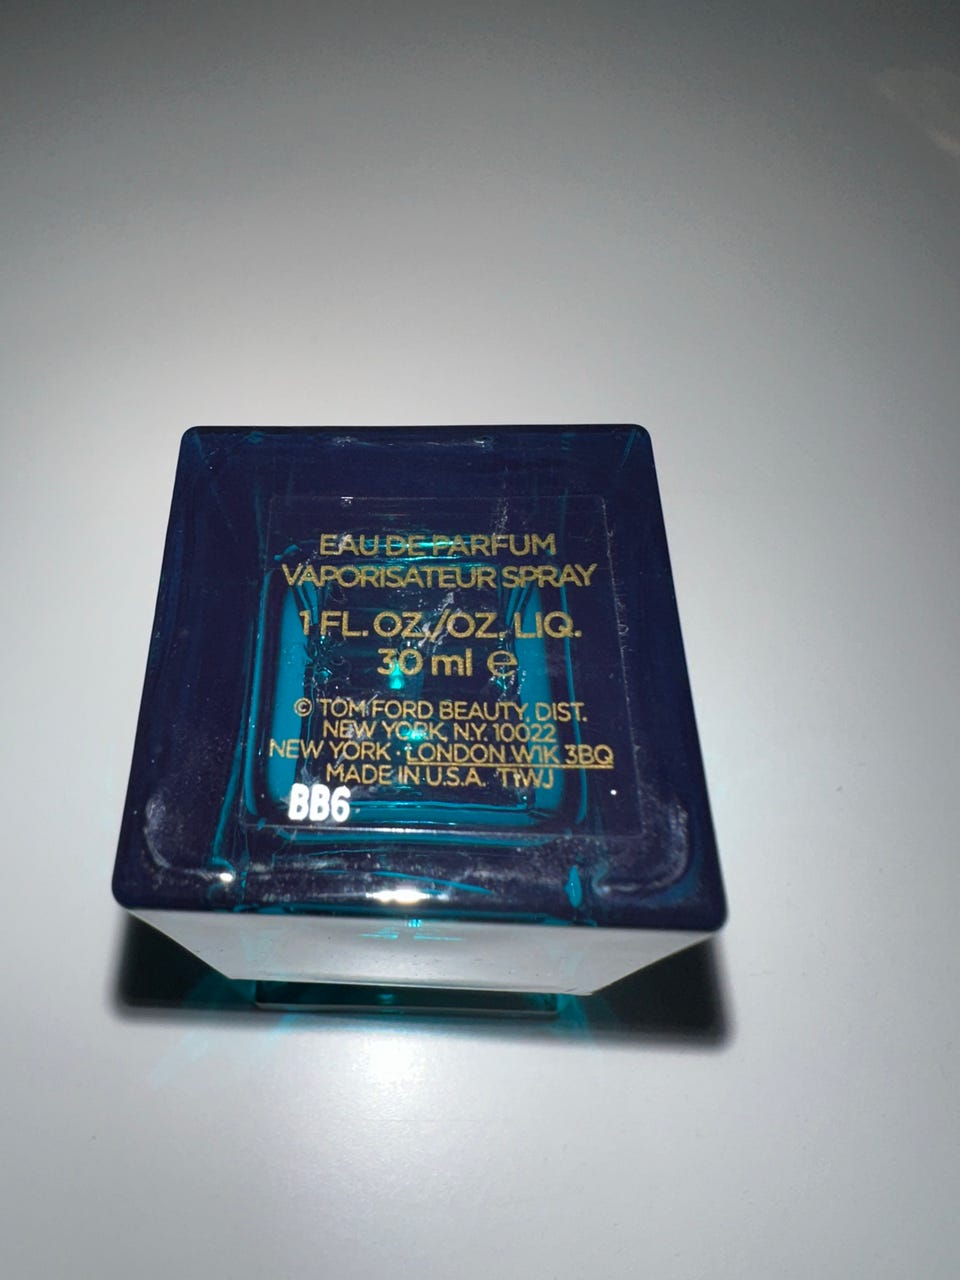 EAU DE PARFUM
VAPORISATEUR SPRAY
1 FL. OZ./OZ. LIQ.
30 ml ℮
© TOM FORD BEAUTY, DIST.
NEW YORK, N.Y. 10022
NEW YORK · LONDON W1K 3BQ
MADE IN U.S.A. T1WJ
BB6